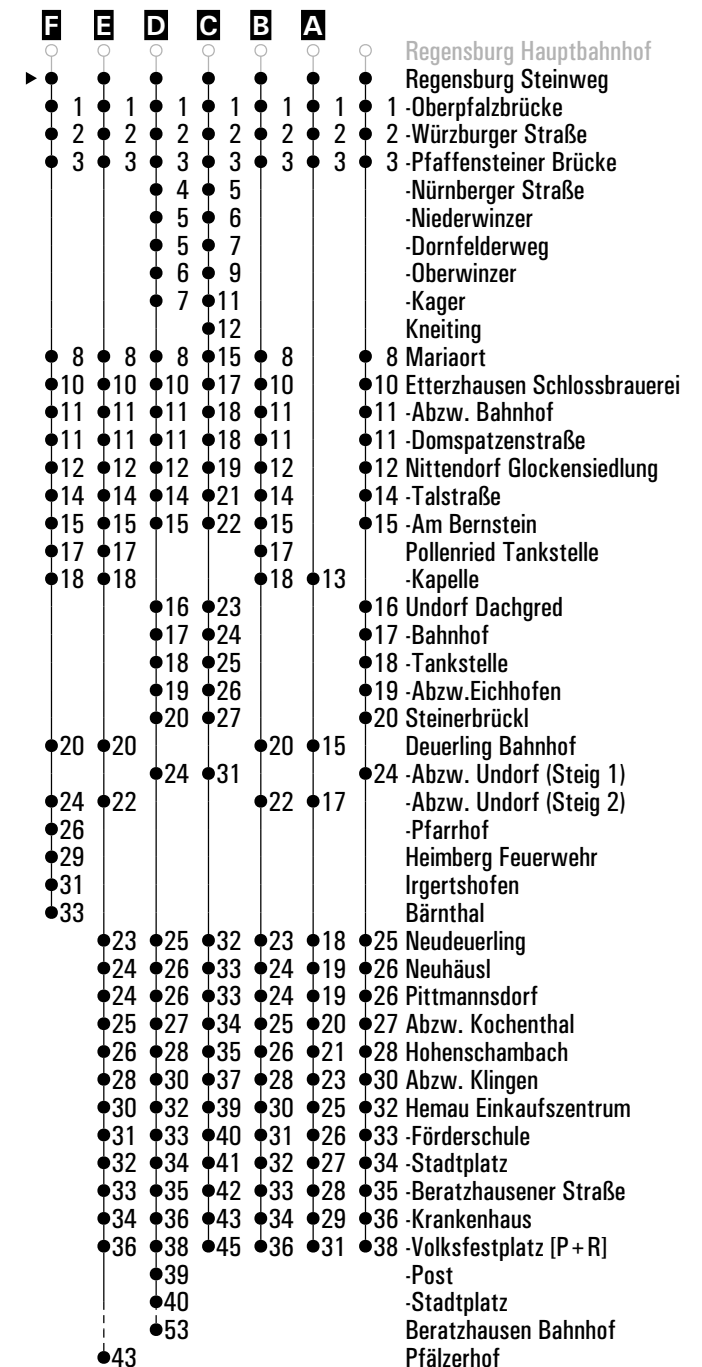 F E D C B A
Regensburg Hauptbahnhof
Regensburg Steinweg
1 1 1 1 1 1 1 -Oberpfalzbrücke
2 2 2 2 2 2 2 -Würzburger Straße
3 3 3 3 3 3 3 -Pfaffensteiner Brücke
4 5 -Nürnberger Straße
5 6 -Niederwinzer
5 7 -Dornfelderweg
6 9 -Oberwinzer
7 11 -Kager
12 Kneiting
8 8 8 15 8 8 Mariaort
10 10 10 17 10 10 Etterzhausen Schlossbrauerei
11 11 11 18 11 11 -Abzw. Bahnhof
11 11 11 18 11 11 -Domspatzenstraße
12 12 12 19 12 12 Nittendorf Glockensiedlung
14 14 14 21 14 14 -Talstraße
15 15 15 22 15 15 -Am Bernstein
17 17 17 Pollenried Tankstelle
18 18 18 13 -Kapelle
16 23 16 Undorf Dachgred
17 24 17 -Bahnhof
18 25 18 -Tankstelle
19 26 19 -Abzw.Eichhofen
20 27 20 Steinerbrückl
20 20 20 15 Deuerling Bahnhof
24 31 24 -Abzw. Undorf (Steig 1)
24 22 22 17 -Abzw. Undorf (Steig 2)
26 -Pfarrhof
29 Heimberg Feuerwehr
31 Irgertshofen
33 Bärnthal
23 25 32 23 18 25 Neudeuerling
24 26 33 24 19 26 Neuhäusl
24 26 33 24 19 26 Pittmannsdorf
25 27 34 25 20 27 Abzw. Kochenthal
26 28 35 26 21 28 Hohenschambach
28 30 37 28 23 30 Abzw. Klingen
30 32 39 30 25 32 Hemau Einkaufszentrum
31 33 40 31 26 33 -Förderschule
32 34 41 32 27 34 -Stadtplatz
33 35 42 33 28 35 -Beratzhausener Straße
34 36 43 34 29 36 -Krankenhaus
36 38 45 36 31 38 -Volksfestplatz [P+R]
39 -Post
40 -Stadtplatz
53 Beratzhausen Bahnhof
43 Pfälzerhof